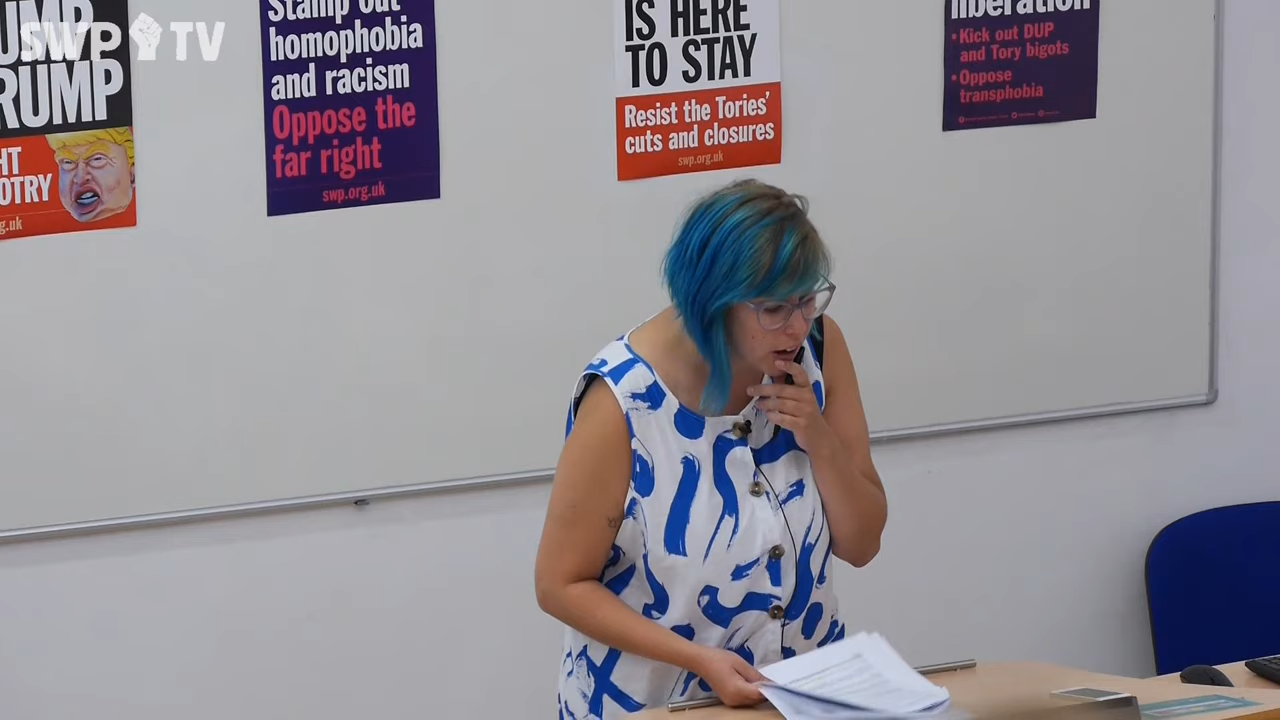 SWP TV
UMP
RUMP
HT
OTRY
g.uk
Stamp out
homophobia
and racism
Oppose the
far right
swp.org.uk
IS HERE
TO STAY
Resist the Tories'
cuts and closures
swp.org.uk
liberation
• Kick out DUP
and Tory bigots
• Oppose
transphobia